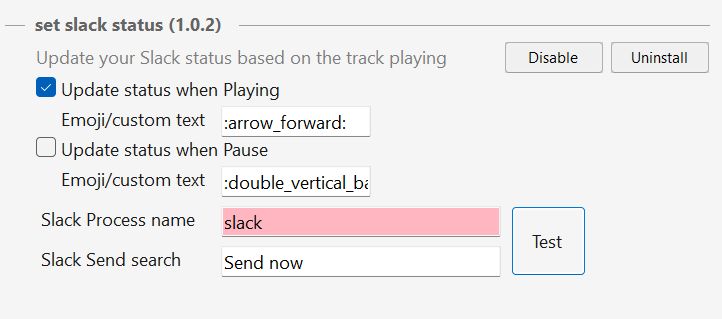 set slack status (1.0.2)
Update your Slack status based on the track playing
Disable
Uninstall
Update status when Playing
Emoji/custom text :arrow_forward:
Update status when Pause
Emoji/custom text :double_vertical_ba
Slack Process name slack
Test
Slack Send search Send now